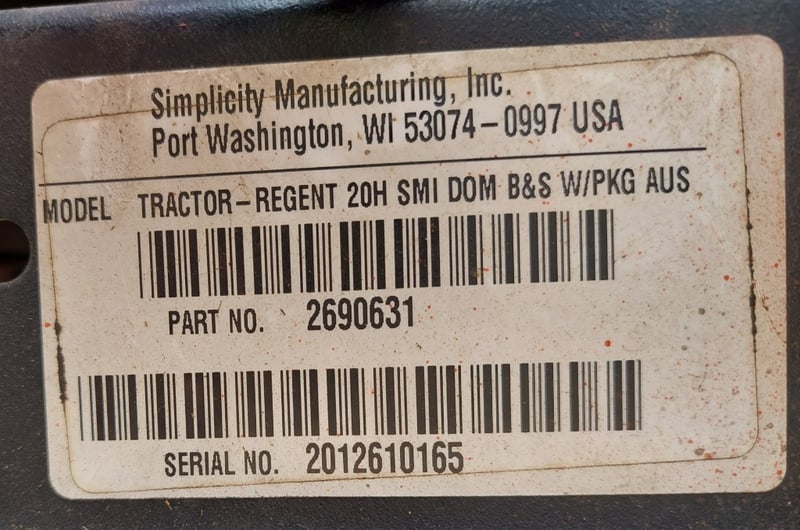 Simplicity Manufacturing, Inc.
Port Washington, WI 53074-0997 USA
MODEL TRACTOR-REGENT 20H SMI DOM B&S W/PKG AUS
PART NO. 2690631
SERIAL NO. 2012610165